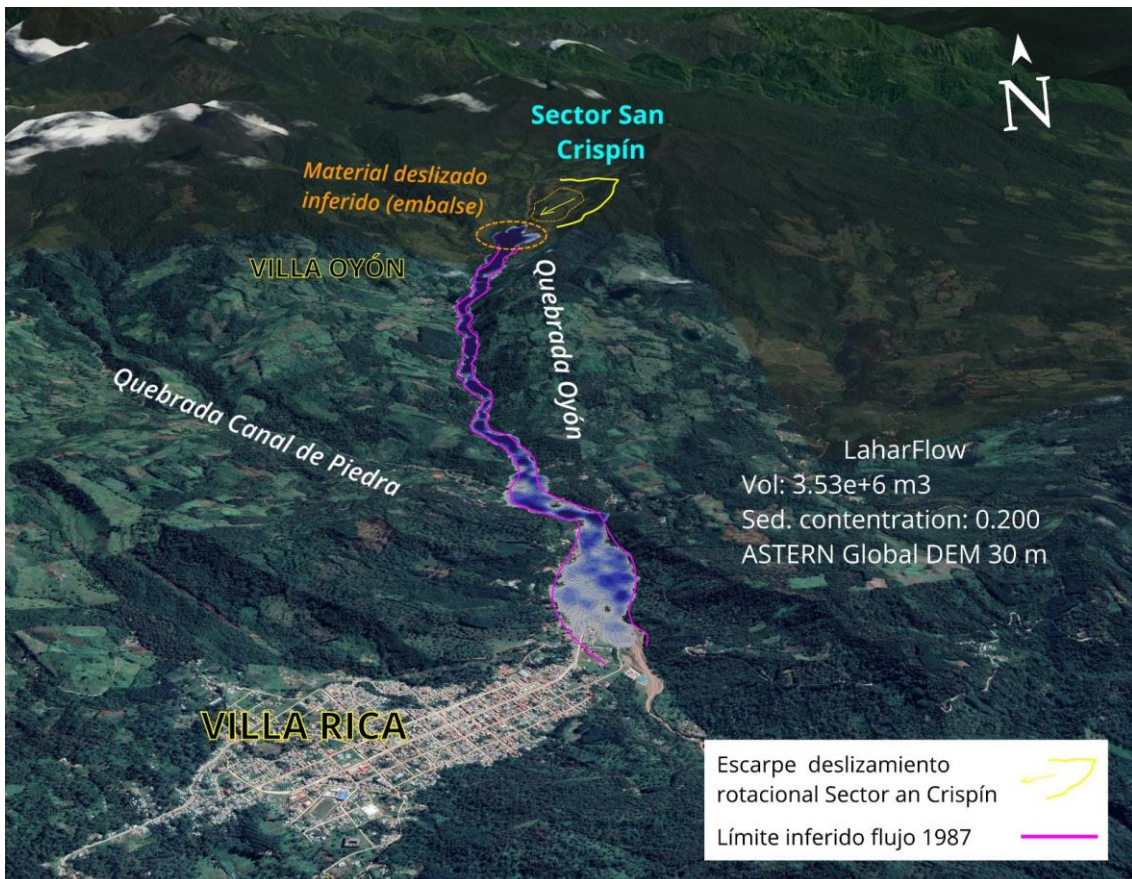 N
Sector San
Crispín
Material deslizado
inferido (embalse)
VILLA OYÓN
Quebrada Oyón
Quebrada Canal de Piedra
LaharFlow
Vol: 3.53e+6 m3
Sed. contentration: 0.200
ASTERN Global DEM 30 m
VILLA RICA
Escarpe deslizamiento
rotacional Sector an Crispín
Límite inferido flujo 1987